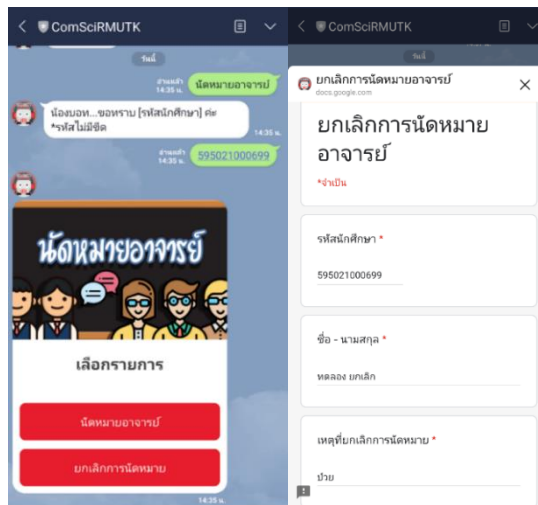 ComSciRMUTK
วันนี้
อ่านแล้ว
14:35 น.
นัดหมายอาจารย์
น้องบอท...ขอทราบ [รหัสนักศึกษา] ค่ะ
*รหัสไม่มีขีด
14:35 น.
อ่านแล้ว
14:35 น.
595021000699
นัดหมายอาจารย์
เลือกรายการ
นัดหมายอาจารย์
ยกเลิกการนัดหมาย
14:35 น.
ComSciRMUTK
วันนี้
ยกเลิกการนัดหมายอาจารย์
docs.google.com
ยกเลิกการนัดหมาย
อาจารย์
*จำเป็น
รหัสนักศึกษา *
595021000699
ชื่อ - นามสกุล *
ทดลอง ยกเลิก
เหตุที่ยกเลิกการนัดหมาย *
ป่วย